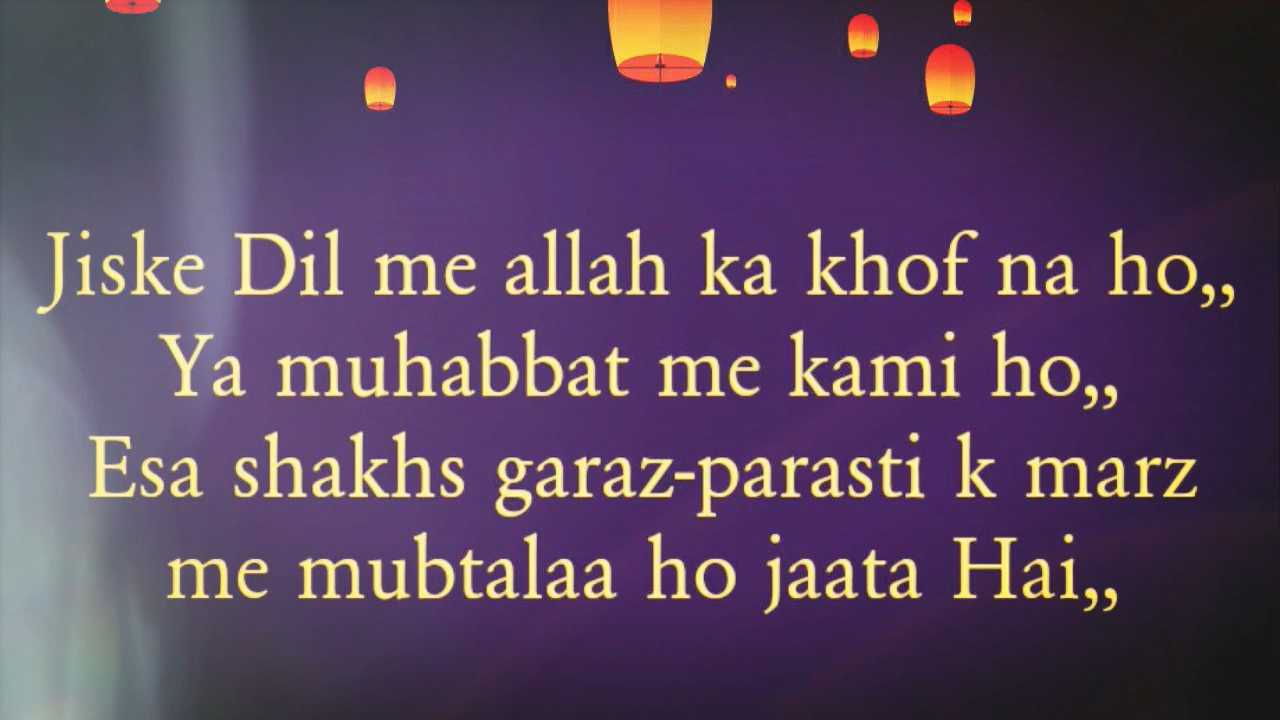 Jiske Dil me allah ka khof na ho,,
Ya muhabbat me kami ho,,
Esa shakhs garaz-parasti k marz
me mubtalaa ho jaata Hai,,